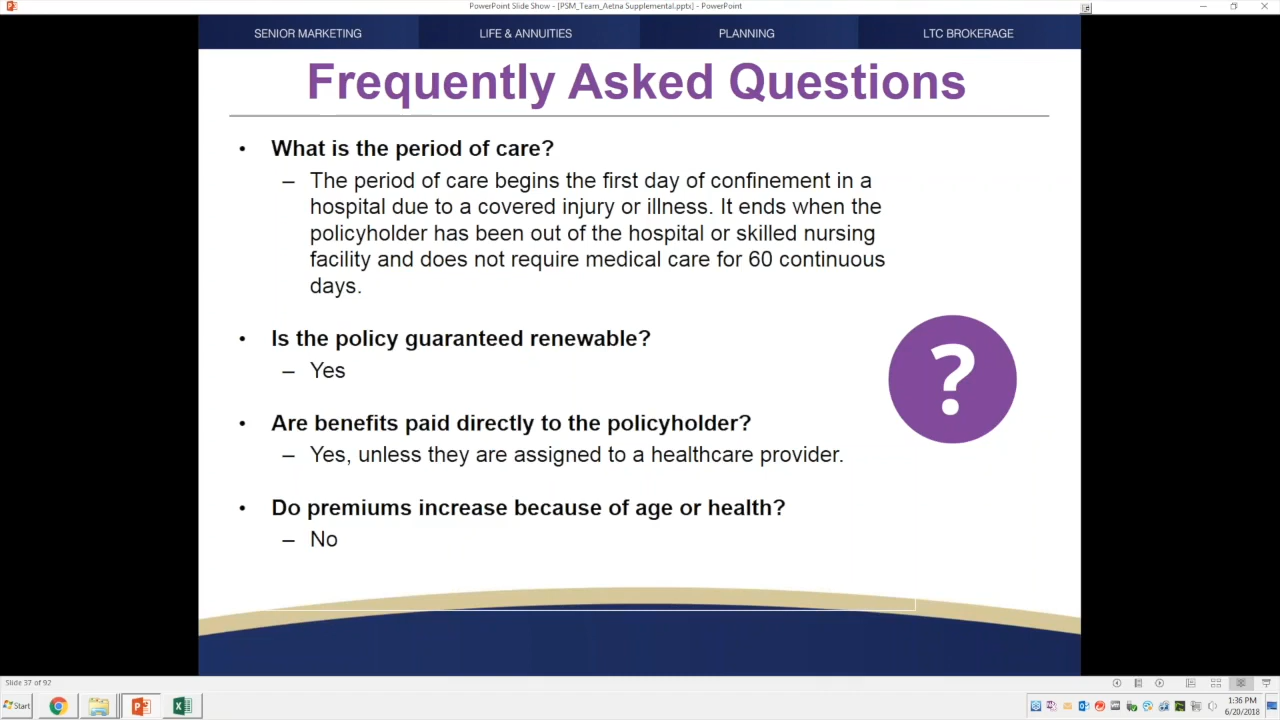 PowerPoint Slide Show - [PSM_Team_Aetna Supplemental.pptx] - PowerPoint
SENIOR MARKETING LIFE & ANNUITIES PLANNING LTC BROKERAGE
Frequently Asked Questions
• What is the period of care?
– The period of care begins the first day of confinement in a
hospital due to a covered injury or illness. It ends when the
policyholder has been out of the hospital or skilled nursing
facility and does not require medical care for 60 continuous
days.
• Is the policy guaranteed renewable?
– Yes
?
• Are benefits paid directly to the policyholder?
– Yes, unless they are assigned to a healthcare provider.
• Do premiums increase because of age or health?
– No
Slide 37 of 92
Start
1:36 PM
6/20/2018